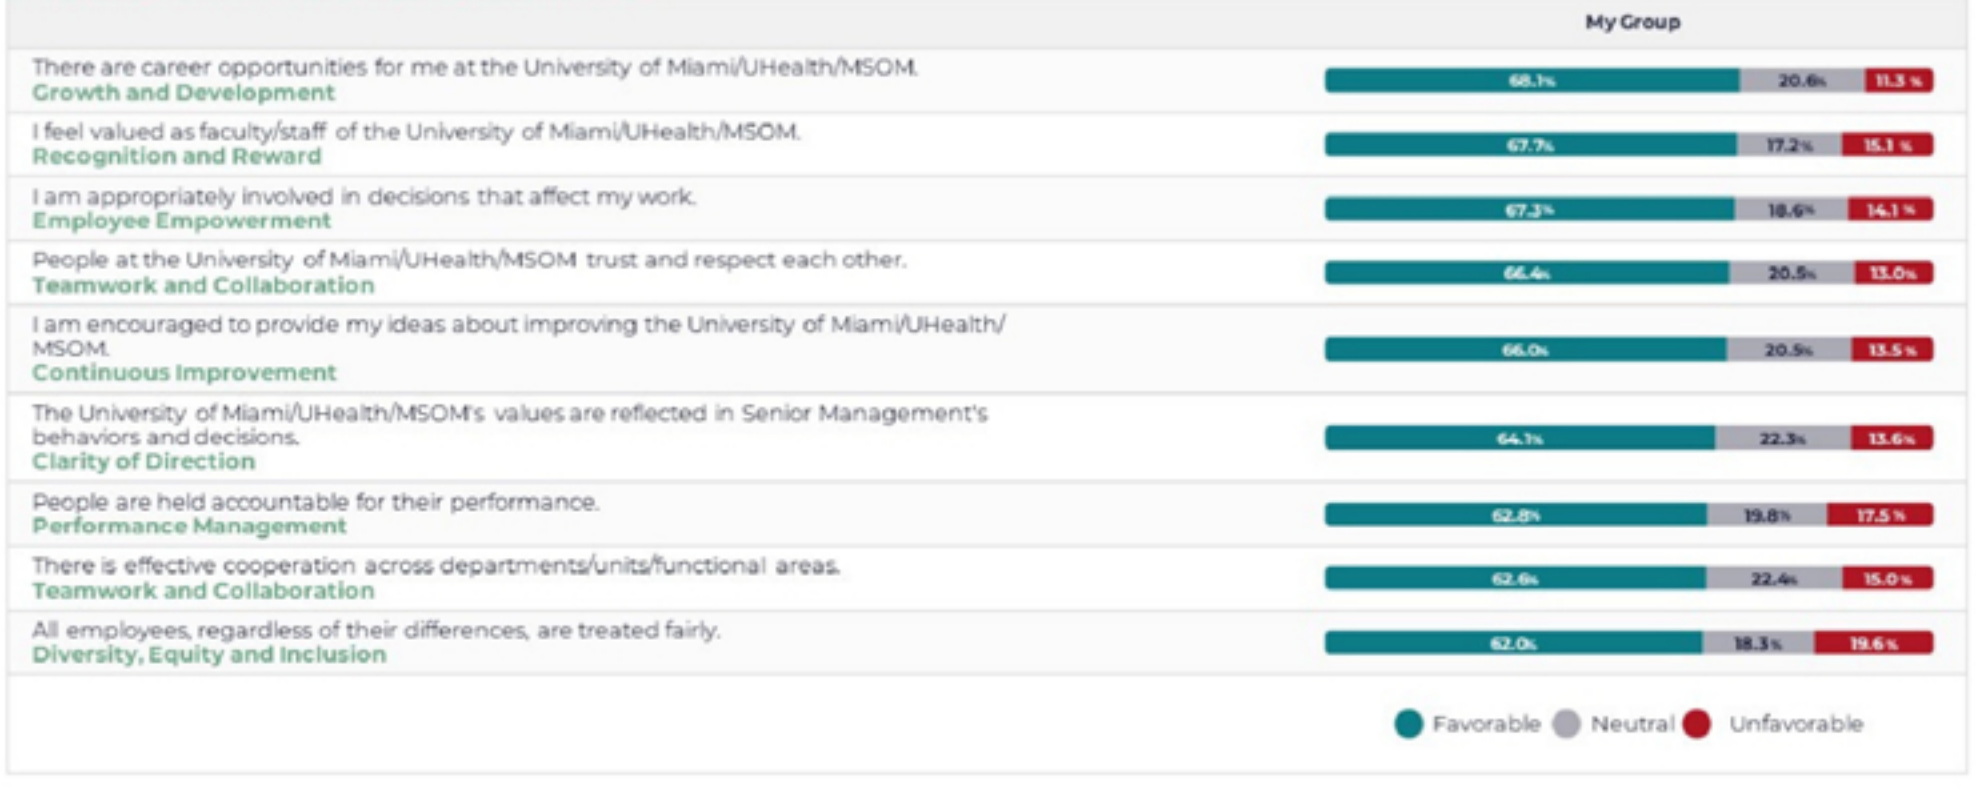 My Group
There are career opportunities for me at the University of Miami/UHealth/MSOM.
Growth and Development
68.1% 20.6% 11.3 %
I feel valued as faculty/staff of the University of Miami/UHealth/MSOM.
Recognition and Reward
67.7% 17.2% 15.1 %
I am appropriately involved in decisions that affect my work.
Employee Empowerment
67.3% 18.6% 14.1 %
People at the University of Miami/UHealth/MSOM trust and respect each other.
Teamwork and Collaboration
66.4% 20.5% 13.0%
I am encouraged to provide my ideas about improving the University of Miami/UHealth/
MSOM.
Continuous Improvement
66.0% 20.5% 13.5 %
The University of Miami/UHealth/MSOM's values are reflected in Senior Management's
behaviors and decisions.
Clarity of Direction
64.1% 22.3% 13.6%
People are held accountable for their performance.
Performance Management
62.8% 19.8% 17.5 %
There is effective cooperation across departments/units/functional areas.
Teamwork and Collaboration
62.6% 22.4% 15.0 %
All employees, regardless of their differences, are treated fairly.
Diversity, Equity and Inclusion
62.0% 18.3% 19.6%
Favorable Neutral Unfavorable